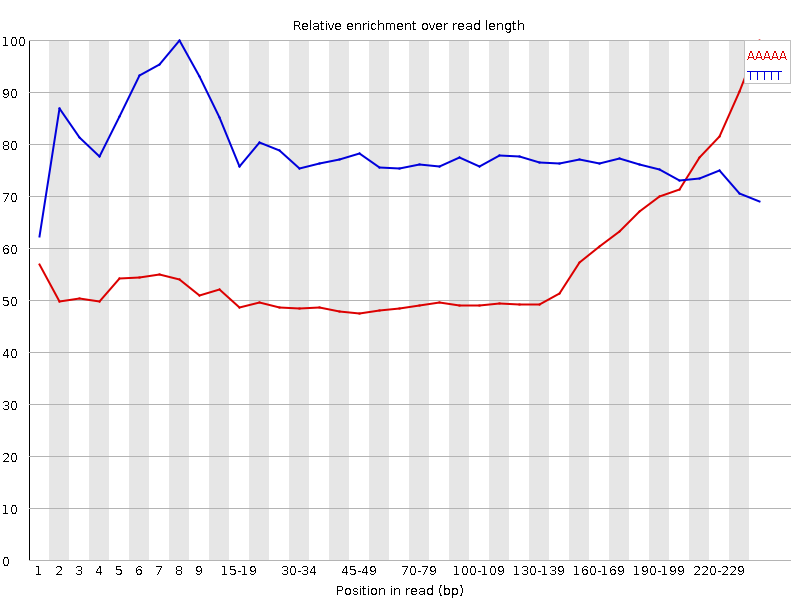 Relative enrichment over read length
100
90
80
70
60
50
40
30
20
10
0
AAAAA
TTTTT
1 2 3 4 5 6 7 8 9 15-19 30-34 45-49 70-79 100-109 130-139 160-169 190-199 220-229
Position in read (bp)